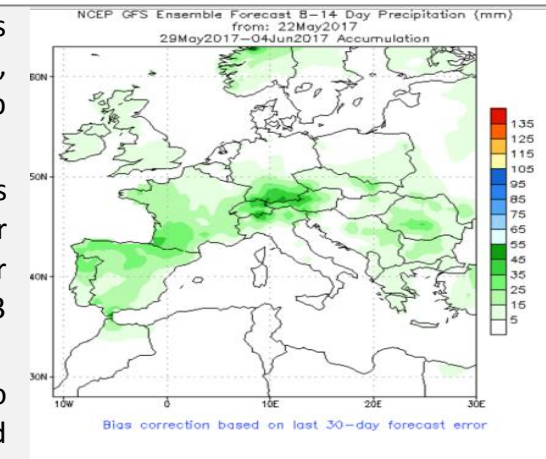 s
,
o
s
r
r
3
o
d
NCEP GFS Ensemble Forecast 8-14 Day Precipitation (mm)
from: 22May2017
29May2017-04Jun2017 Accumulation
60N
50N
40N
30N
10W 0 10E 20E 30E
135
125
115
105
95
85
75
65
55
45
35
25
15
5
Bias correction based on last 30-day forecast error